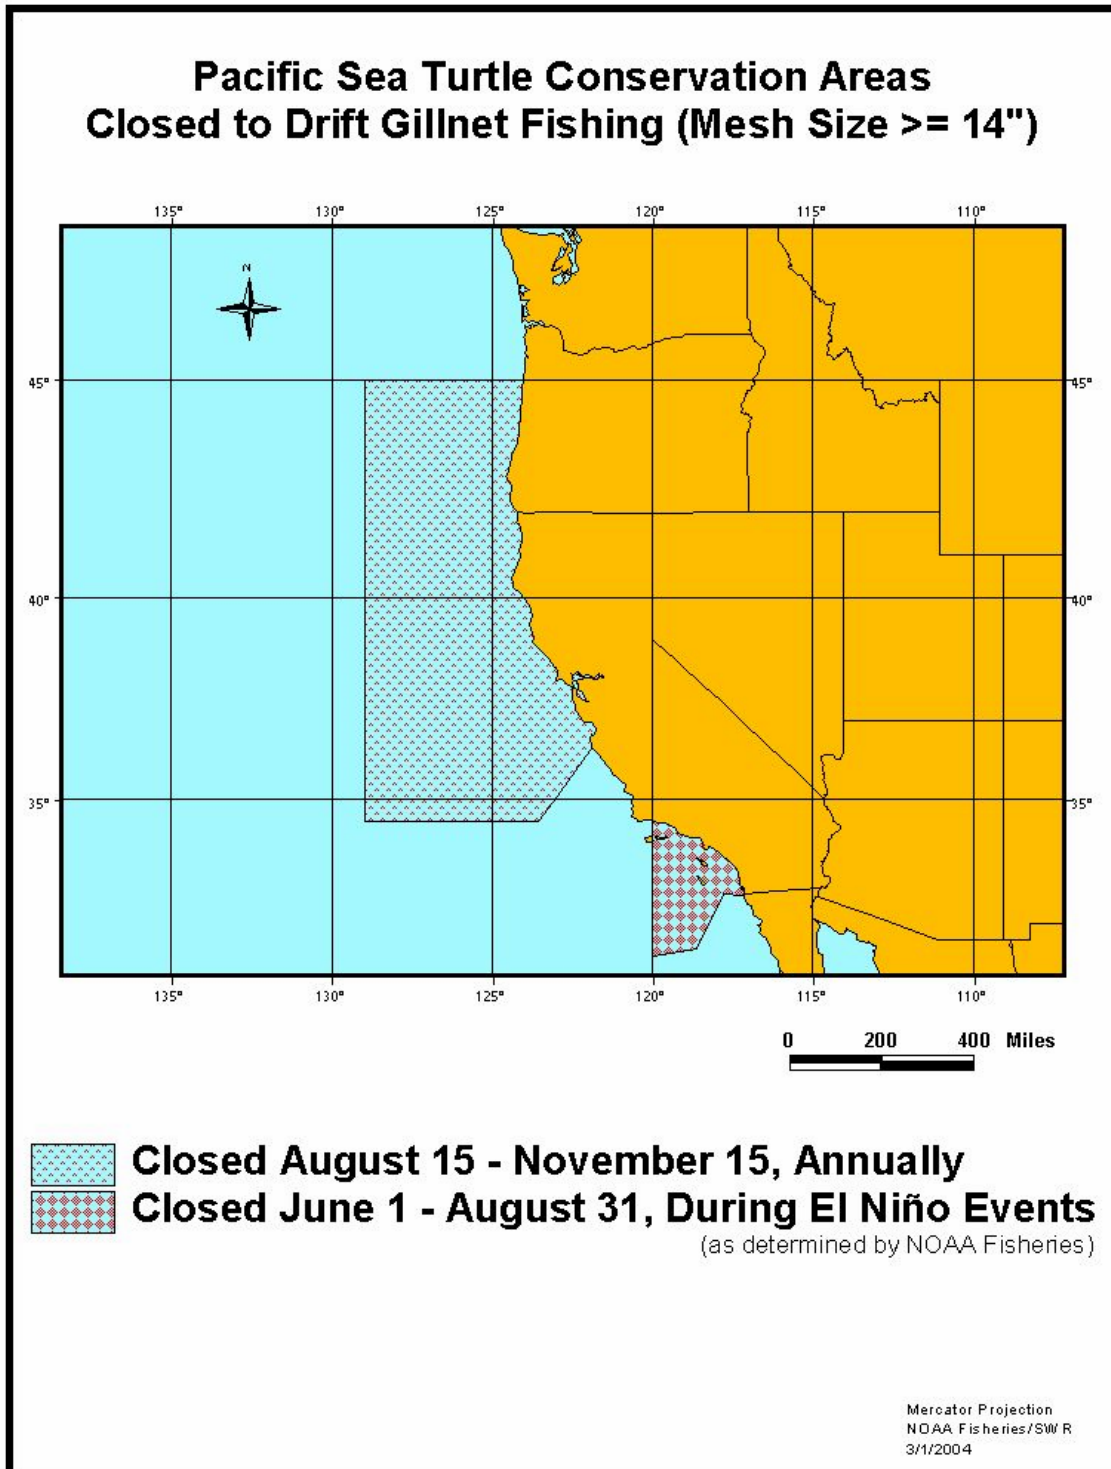 Pacific Sea Turtle Conservation Areas
Closed to Drift Gillnet Fishing (Mesh Size >= 14")
135° 130° 125° 120° 115° 110°
N
45° 45°
40° 40°
35° 35°
135° 130° 125° 120° 115° 110°
0 200 400 Miles
Closed August 15 - November 15, Annually
Closed June 1 - August 31, During El Niño Events
(as determined by NOAA Fisheries)
Mercator Projection
NOAA Fisheries/SWR
3/1/2004